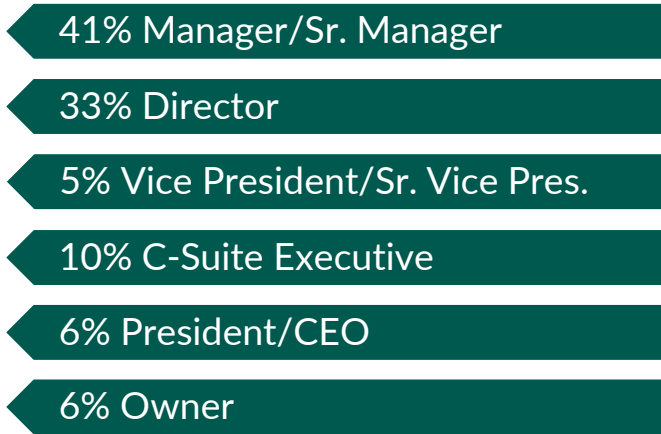 41% Manager/Sr. Manager
33% Director
5% Vice President/Sr. Vice Pres.
10% C-Suite Executive
6% President/CEO
6% Owner